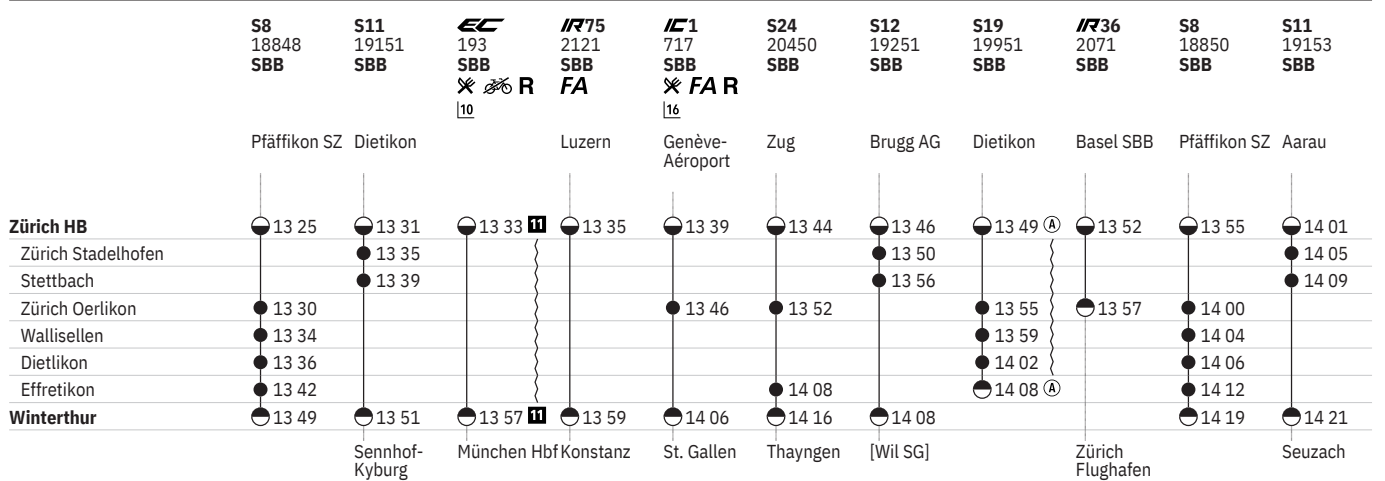 S8 S11 EC IR75 IC1 S24 S12 S19 IR36 S8 S11
18848 19151 193 2121 717 20450 19251 19951 2071 18850 19153
SBB SBB SBB SBB SBB SBB SBB SBB SBB SBB SBB
R FA FA R
10 16
Pfäffikon SZ Dietikon Luzern Genève- Zug Brugg AG Dietikon Basel SBB Pfäffikon SZ Aarau
Aéroport
Zürich HB 13 25 13 31 13 33 11 13 35 13 39 13 44 13 46 13 49 A 13 52 13 55 14 01
Zürich Stadelhofen 13 35 13 50 14 05
Stettbach 13 39 13 56 14 09
Zürich Oerlikon 13 30 13 46 13 52 13 55 13 57 14 00
Wallisellen 13 34 13 59 14 04
Dietlikon 13 36 14 02 14 06
Effretikon 13 42 14 08 14 08 A 14 12
Winterthur 13 49 13 51 13 57 11 13 59 14 06 14 16 14 08 14 19 14 21
Sennhof- München Hbf Konstanz St. Gallen Thayngen [Wil SG] Zürich Seuzach
Kyburg Flughafen